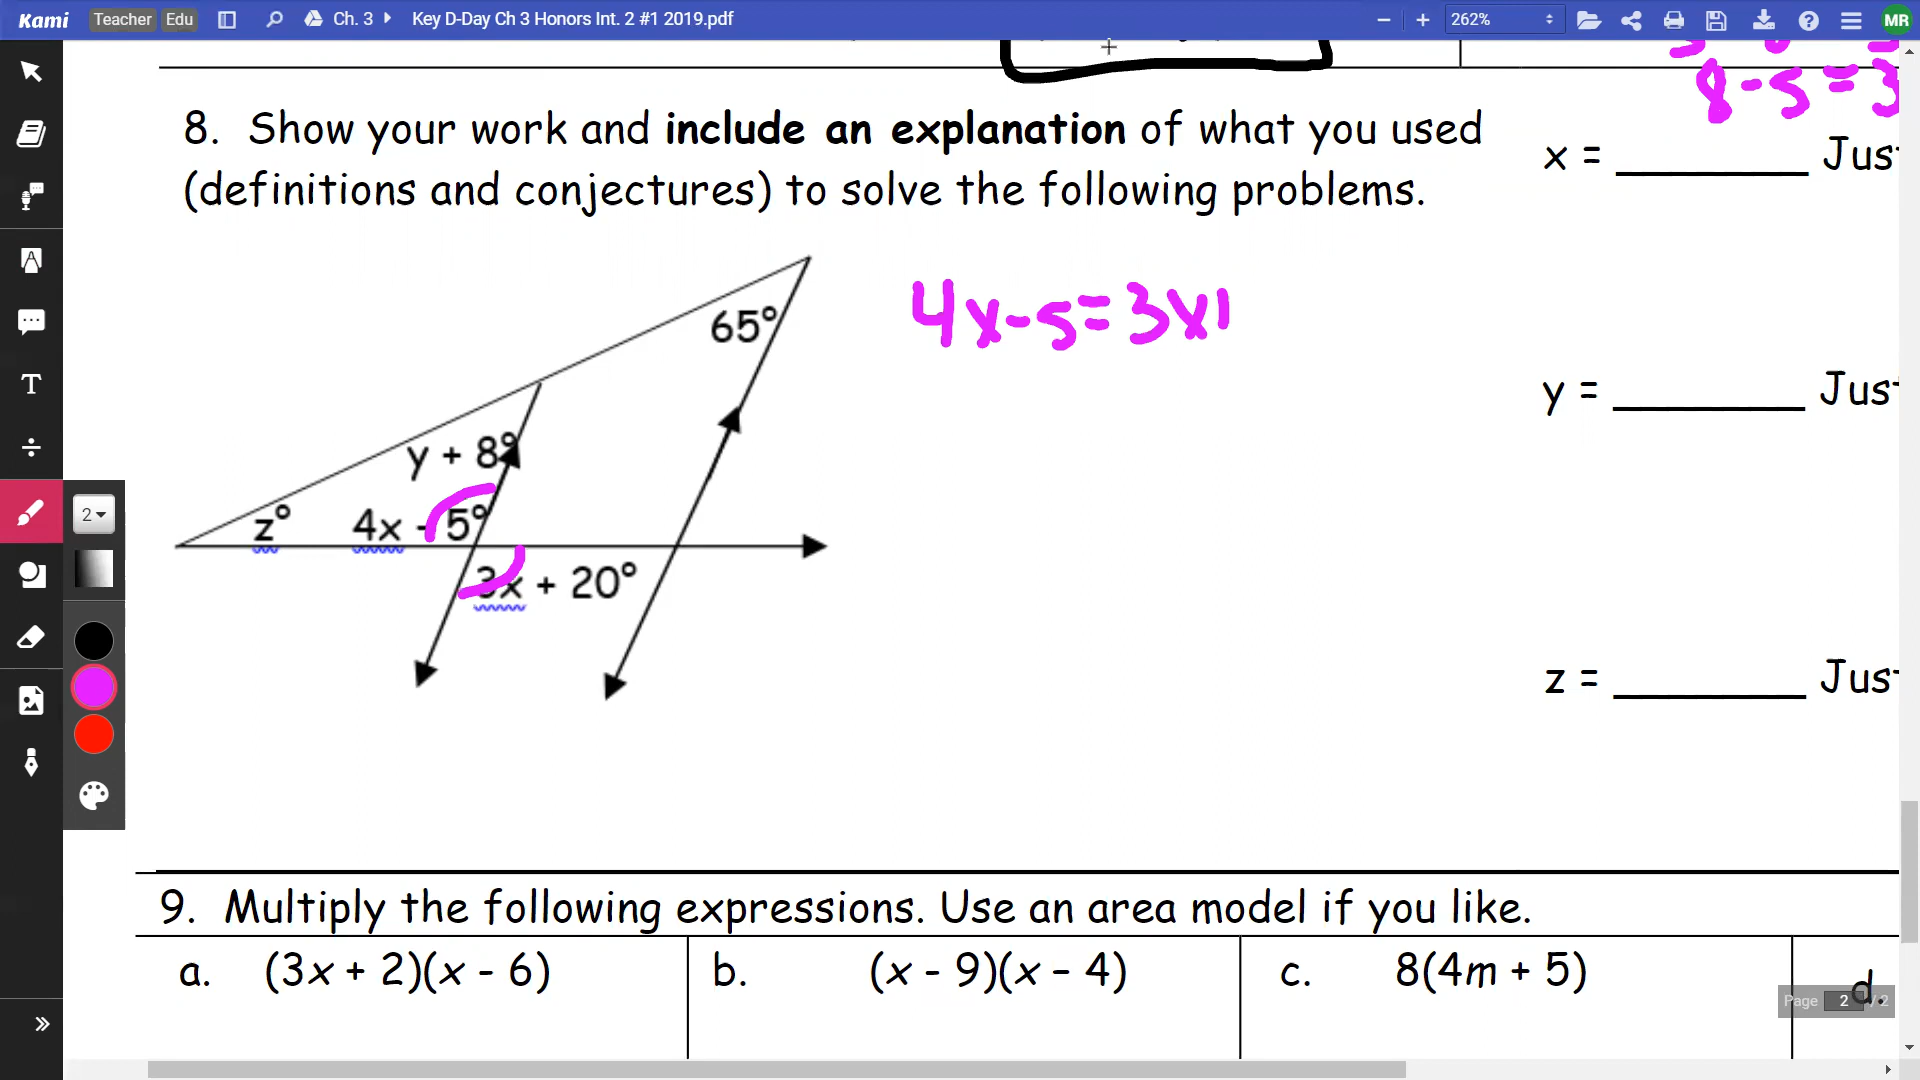 Kami Teacher Edu Ch. 3 Key D-Day Ch 3 Honors Int. 2 #1 2019.pdf 262% MR
8 - 5 = 3
8. Show your work and include an explanation of what you used
(definitions and conjectures) to solve the following problems.
x = ________ Jus
65°
4x-5=3x
y + 8°
y = ________ Jus
z° 4x - 5°
3x + 20°
z = ________ Jus
2
9. Multiply the following expressions. Use an area model if you like.
a. (3x + 2)(x - 6) b. (x - 9)(x - 4) c. 8(4m + 5) d.
Page 2 / 2